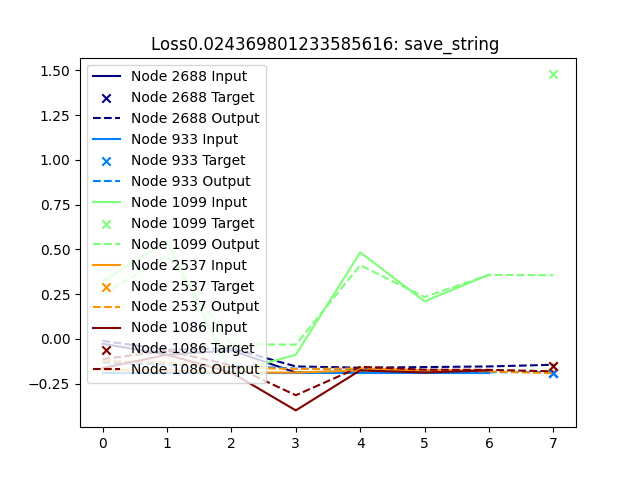 Loss0.024369801233585616: save_string
1.50
1.25
1.00
0.75
0.50
0.25
0.00
−0.25
Node 2688 Input
Node 2688 Target
Node 2688 Output
Node 933 Input
Node 933 Target
Node 933 Output
Node 1099 Input
Node 1099 Target
Node 1099 Output
Node 2537 Input
Node 2537 Target
Node 2537 Output
Node 1086 Input
Node 1086 Target
Node 1086 Output
0 1 2 3 4 5 6 7